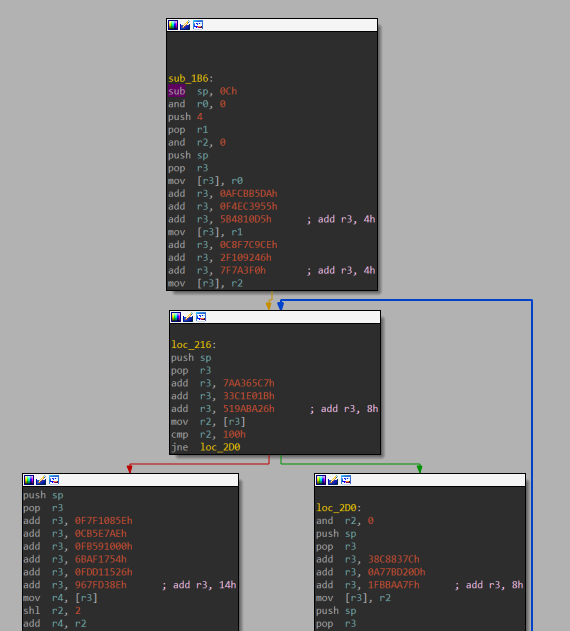 sub_1B6:
sub sp, 0Ch
and r0, 0
push 4
pop r1
and r2, 0
push sp
pop r3
mov [r3], r0
add r3, 0AFCBB5DAh
add r3, 0F4EC3955h
add r3, 5B4810D5h ; add r3, 4h
mov [r3], r1
add r3, 0C8F7C9CEh
add r3, 2F109246h
add r3, 7F7A3F0h ; add r3, 4h
mov [r3], r2
loc_216:
push sp
pop r3
add r3, 7AA365C7h
add r3, 33C1E01Bh
add r3, 519ABA26h ; add r3, 8h
mov r2, [r3]
cmp r2, 100h
jne loc_2D0
push sp
pop r3
add r3, 0F7F1085Eh
add r3, 0CB5E7AEh
add r3, 0FB591000h
add r3, 6BAF1754h
add r3, 0FDD11526h
add r3, 967FD38Eh ; add r3, 14h
mov r4, [r3]
shl r2, 2
add r4, r2
loc_2D0:
and r2, 0
push sp
pop r3
add r3, 38C8837Ch
add r3, 0A77BD20Dh
add r3, 1FBBAA7Fh ; add r3, 8h
mov [r3], r2
push sp
pop r3